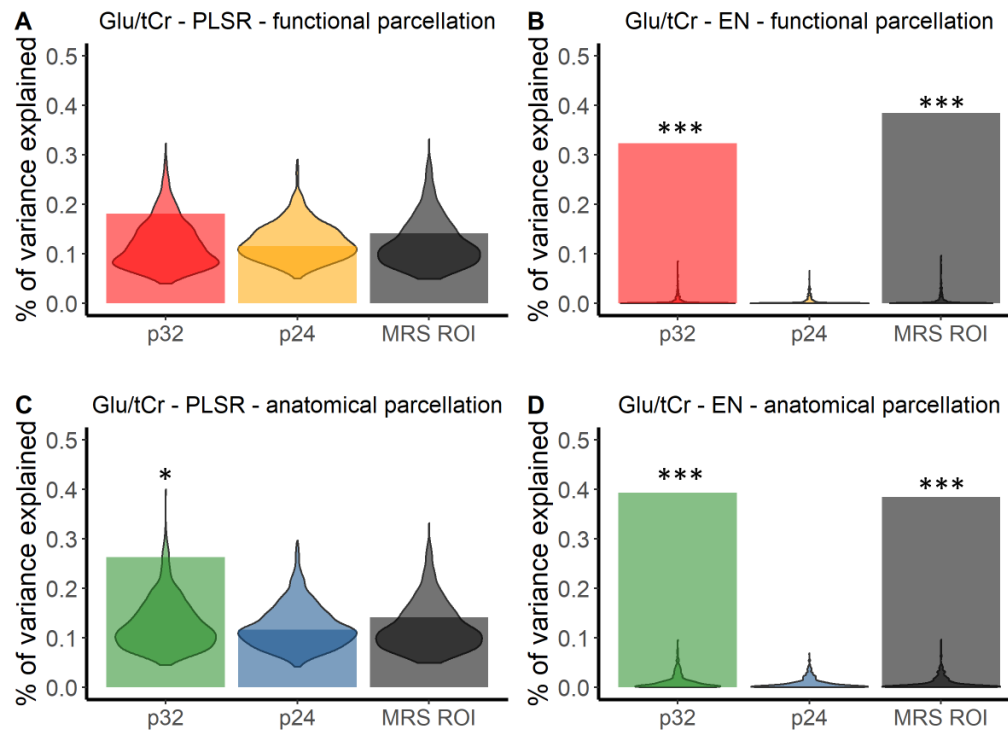 A Glu/tCr - PLSR - functional parcellation
% of variance explained
0.5
0.4
0.3
0.2
0.1
0.0
p32 p24 MRS ROI
B Glu/tCr - EN - functional parcellation
% of variance explained
0.5
0.4
0.3
0.2
0.1
0.0
*** ***
p32 p24 MRS ROI
C Glu/tCr - PLSR - anatomical parcellation
% of variance explained
0.5
0.4
0.3
0.2
0.1
0.0
*
p32 p24 MRS ROI
D Glu/tCr - EN - anatomical parcellation
% of variance explained
0.5
0.4
0.3
0.2
0.1
0.0
*** ***
p32 p24 MRS ROI